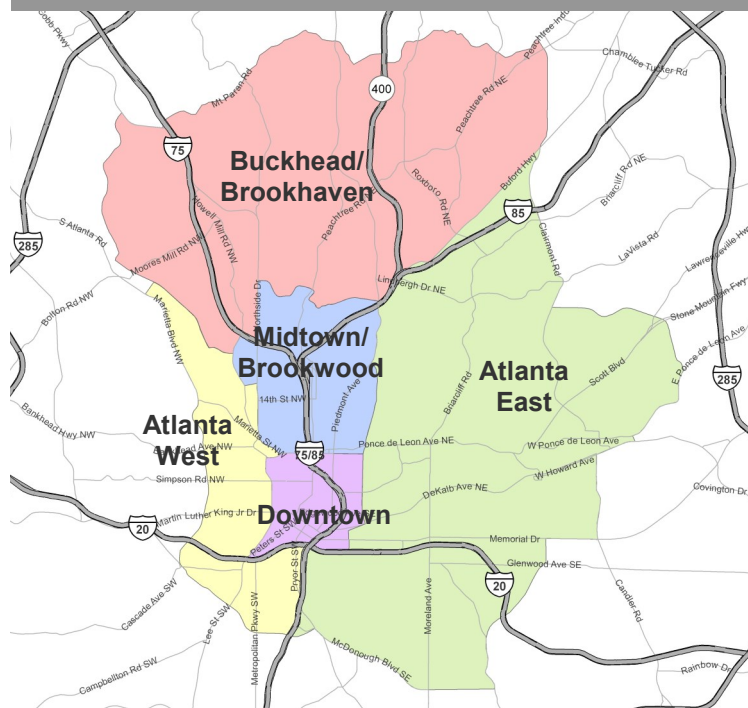 Cobb Pkwy
Peachtree Indu
Chamblee Tucker Rd
Mt Paran Rd
400
Peachtree Rd NE
75
Buckhead/
Brookhaven
Roxboro Rd NE
Buford Hwy
Briarcliff Rd NE
Howell Mill Rd NW
Peachtree Rd NE
85
S Atlanta Rd
285
Clairmont Rd
LaVista Rd
Lawrenceville Hwy
Moores Mill Rd NW
Lindbergh Dr NE
Bolton Rd NW
Northside Dr
Stone Mountain Fwy
Marietta Blvd NW
Midtown/
Brookwood
E Ponce de Leon Ave
Scott Blvd
Atlanta
East
285
Briarcliff Rd
14th St NW
Piedmont Ave
Atlanta
West
Marietta St NW
Bankhead Hwy NW
Bankhead Ave NW
75/85
Ponce de Leon Ave NE
W Ponce de Leon Ave
W Howard Ave
Simpson Rd NW
DeKalb Ave NE
Covington Dr
Martin Luther King Jr Dr
Downtown
SE
20
Peters St SW
Memorial Dr
Pryor St SW
Glenwood Ave SE
20
Cascade Ave SW
Lee St SW
Metropolitan Pkwy SW
Moreland Ave
Candler Rd
McDonough Blvd SE
Campbellton Rd SW
Rainbow Dr